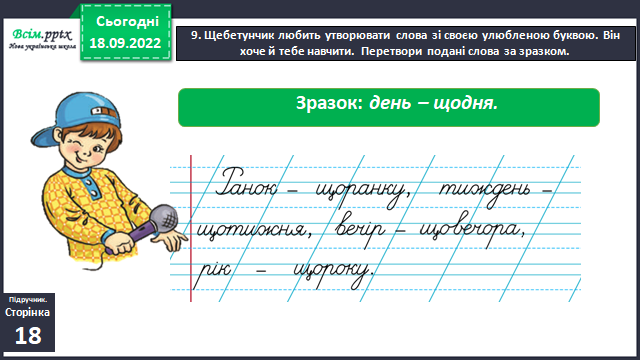 Всім.pptx
Нова українська школа
Сьогодні
18.09.2022
9. Щебетунчик любить утворювати слова зі своєю улюбленою буквою. Він
хоче й тебе навчити. Перетвори подані слова за зразком.
Зразок: день – щодня.
Ранок – щоранку, тиждень –
щотижня, вечір – щовечора,
рік – щороку.
Підручник.
Сторінка
18